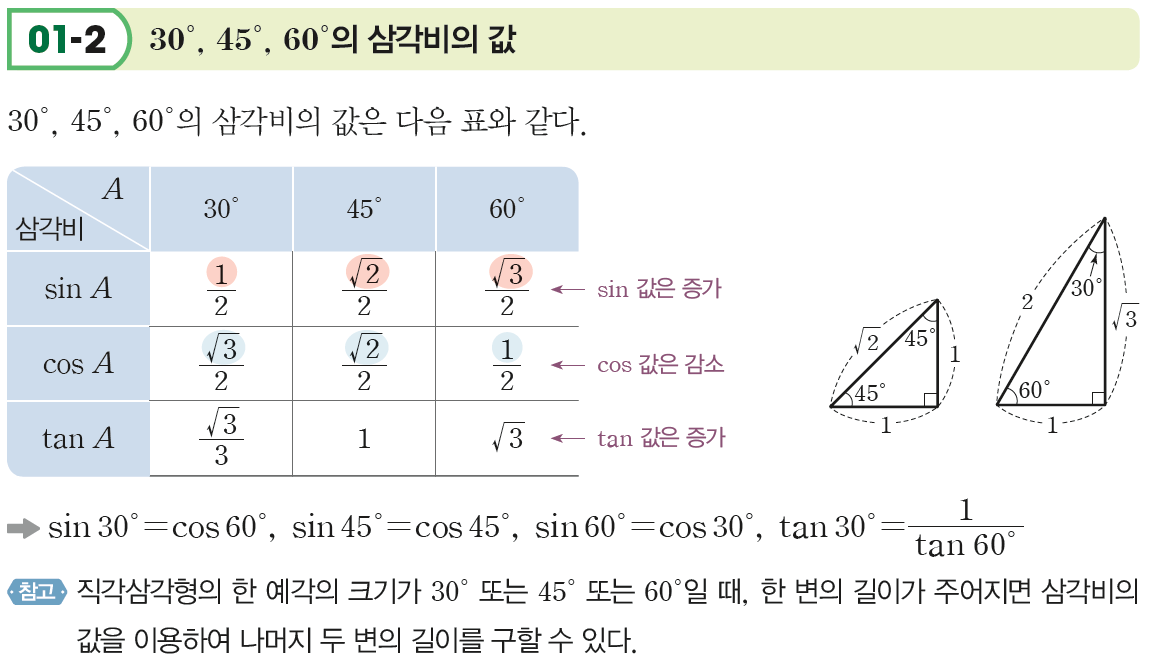 01-2 30°, 45°, 60°의 삼각비의 값
30°, 45°, 60°의 삼각비의 값은 다음 표와 같다.
A
삼각비 30° 45° 60°
sin A 1/2 √2/2 √3/2 ← sin 값은 증가
cos A √3/2 √2/2 1/2 ← cos 값은 감소
tan A √3/3 1 √3 ← tan 값은 증가
√2 45° 1
45°
1
2 30° √3
60°
1
➡ sin 30°=cos 60°, sin 45°=cos 45°, sin 60°=cos 30°, tan 30°=1/tan 60°
참고 직각삼각형의 한 예각의 크기가 30° 또는 45° 또는 60°일 때, 한 변의 길이가 주어지면 삼각비의
값을 이용하여 나머지 두 변의 길이를 구할 수 있다.